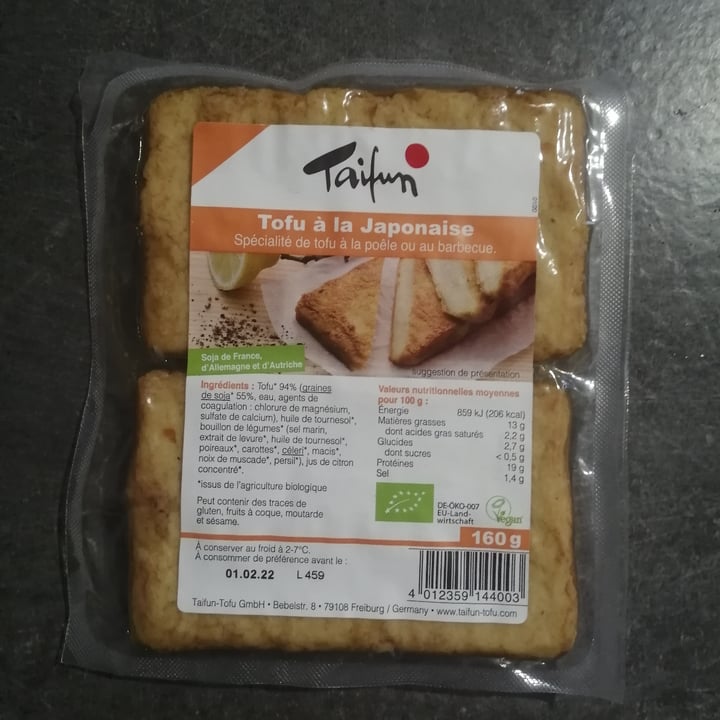 Taifun
Tofu à la Japonaise
Spécialité de tofu à la poêle ou au barbecue.
Soja de France,
d'Allemagne et d'Autriche
suggestion de présentation
Ingrédients : Tofu* 94% (graines
de soja* 55%, eau, agents de
coagulation : chlorure de magnésium,
sulfate de calcium), huile de tournesol*,
bouillon de légumes* (sel marin,
extrait de levure*, huile de tournesol*,
poireaux*, carottes*, céleri*, macis*,
noix de muscade*, persil*), jus de citron
concentré*.
*issus de l'agriculture biologique
Peut contenir des traces de
gluten, fruits à coque, moutarde
et sésame.
Valeurs nutritionnelles moyennes
pour 100 g :
Énergie 859 kJ (206 kcal)
Matières grasses 13 g
dont acides gras saturés 2,2 g
Glucides 2,7 g
dont sucres < 0,5 g
Protéines 19 g
Sel 1,4 g
DE-ÖKO-007
EU-Land-
wirtschaft
Vegan
160 g
À conserver au froid à 2-7°C.
À consommer de préférence avant le :
01.02.22 L 459
4 012359 144003
Taifun-Tofu GmbH • Bebelstr. 8 • 79108 Freiburg / Germany • www.taifun-tofu.com